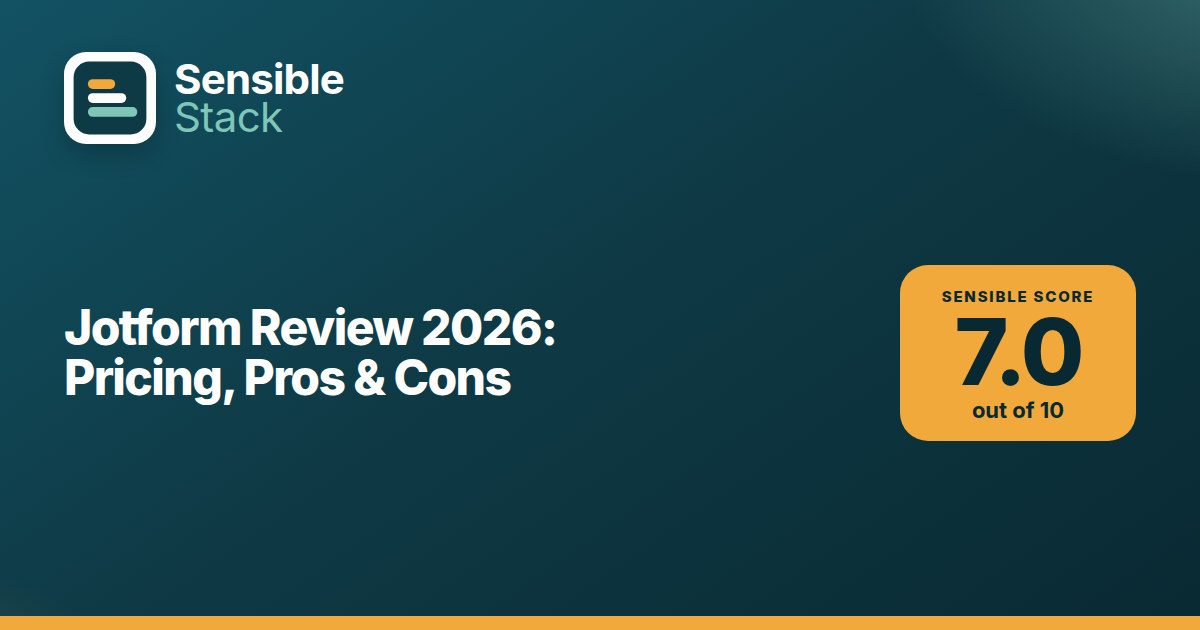 Sensible
Stack
Jotform Review 2026:
Pricing, Pros & Cons
SENSIBLE SCORE
7.0
out of 10